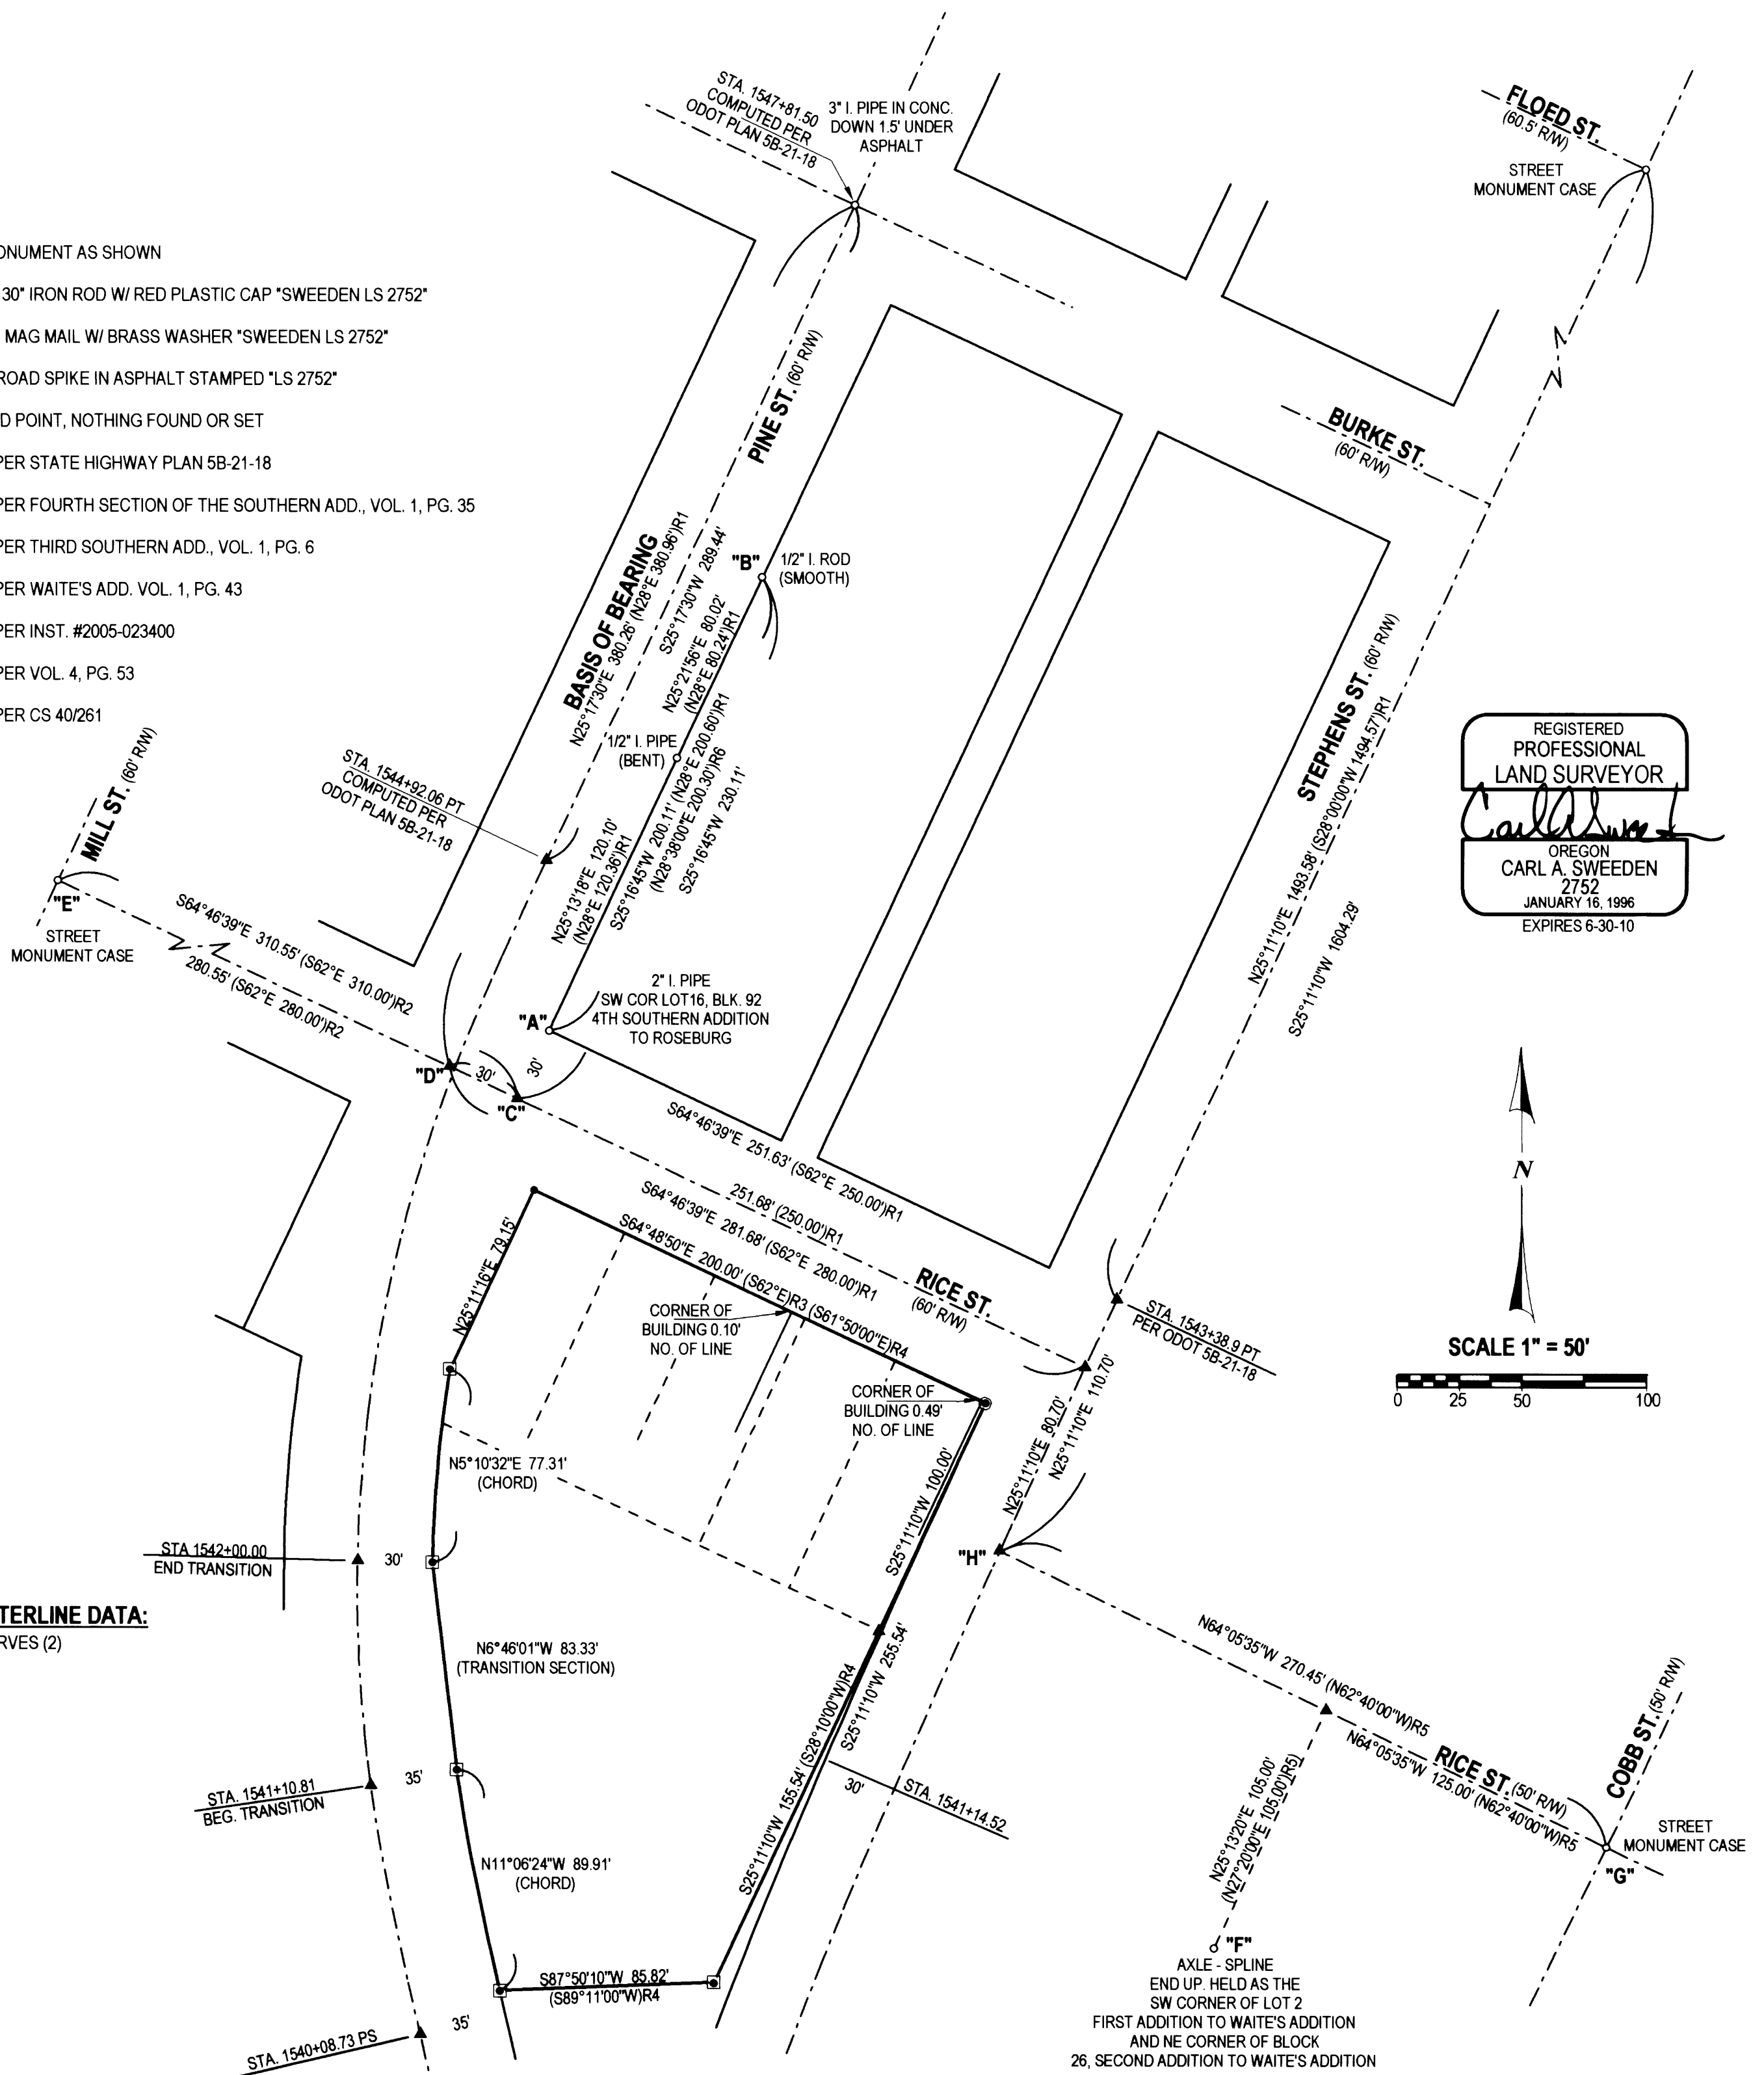 STA. 1547+81.50
COMPUTED PER
ODOT PLAN 5B-21-18
3" I. PIPE IN CONC.
DOWN 1.5' UNDER
ASPHALT
FLOED ST.
(60.5' R/W)
STREET
MONUMENT CASE
ONUMENT AS SHOWN
30" IRON ROD W/ RED PLASTIC CAP "SWEEDEN LS 2752"
MAG MAIL W/ BRASS WASHER "SWEEDEN LS 2752"
ROAD SPIKE IN ASPHALT STAMPED "LS 2752"
D POINT, NOTHING FOUND OR SET
PER STATE HIGHWAY PLAN 5B-21-18
PER FOURTH SECTION OF THE SOUTHERN ADD., VOL. 1, PG. 35
PER THIRD SOUTHERN ADD., VOL. 1, PG. 6
PER WAITE'S ADD. VOL. 1, PG. 43
PER INST. #2005-023400
PER VOL. 4, PG. 53
PER CS 40/261
PINE ST. (60' R/W)
BURKE ST.
(60' R/W)
BASIS OF BEARING
N25°17'30"E 380.26' (N28°E 380.96')R1
S25°17'30"W 289.44'
"B"
1/2" I. ROD
(SMOOTH)
N25°21'56"E 80.02'
(N28°E 80.24')R1
1/2" I. PIPE
(BENT)
N25°13'18"E 120.10'
(N28°E 120.36')R1
S25°16'45"W 200.11' (N28°E 200.60')R1
(N28°38'00"E 200.30')R6
S25°16'45"W 230.11'
STEPHENS ST. (60' R/W)
N25°11'10"E 1493.58' (S28°00'00"W 1494.57')R1
S25°11'10"W 1604.29'
REGISTERED
PROFESSIONAL
LAND SURVEYOR
OREGON
CARL A. SWEEDEN
2752
JANUARY 16, 1996
EXPIRES 6-30-10
MILL ST. (60' R/W)
STA. 1544+92.06 PT
COMPUTED PER
ODOT PLAN 5B-21-18
"E"
STREET
MONUMENT CASE
S64°46'39"E 310.55' (S62°E 310.00')R2
280.55' (S62°E 280.00')R2
"A"
2" I. PIPE
SW COR LOT16, BLK. 92
4TH SOUTHERN ADDITION
TO ROSEBURG
"D"
30'
30'
"C"
S64°46'39"E 251.63' (S62°E 250.00')R1
251.68' (250.00')R1
S64°46'39"E 281.68' (S62°E 280.00')R1
S64°48'50"E 200.00' (S62°E)R3 (S61°50'00"E)R4
RICE ST.
(60' R/W)
N25°11'16"E 79.15'
CORNER OF
BUILDING 0.10'
NO. OF LINE
CORNER OF
BUILDING 0.49'
NO. OF LINE
STA. 1543+38.9 PT
PER ODOT 5B-21-18
N
SCALE 1" = 50'
0 25 50 100
N25°11'10"E 80.70'
N25°11'10"E 110.70'
N5°10'32"E 77.31'
(CHORD)
S25°11'10"W 100.00'
"H"
STA 1542+00.00
END TRANSITION
30'
TERLINE DATA:
RVES (2)
N6°46'01"W 83.33'
(TRANSITION SECTION)
S25°11'10"W 155.54' (S28°10'00"W)R4
S25°11'10"W 255.54'
N64°05'35"W 270.45' (N62°40'00"W)R5
N64°05'35"W 125.00' (N62°40'00"W)R5
RICE ST. (50' R/W)
COBB ST. (50' R/W)
STA. 1541+10.81
BEG. TRANSITION
35'
30'
STA. 1541+14.52
N25°13'20"E 105.00'
(N27°20'00"E 105.00')R5)
STREET
MONUMENT CASE
"G"
N11°06'24"W 89.91'
(CHORD)
S87°50'10"W 85.82'
(S89°11'00"W)R4
STA. 1540+08.73 PS
35'
"F"
AXLE - SPLINE
END UP. HELD AS THE
SW CORNER OF LOT 2
FIRST ADDITION TO WAITE'S ADDITION
AND NE CORNER OF BLOCK
26, SECOND ADDITION TO WAITE'S ADDITION